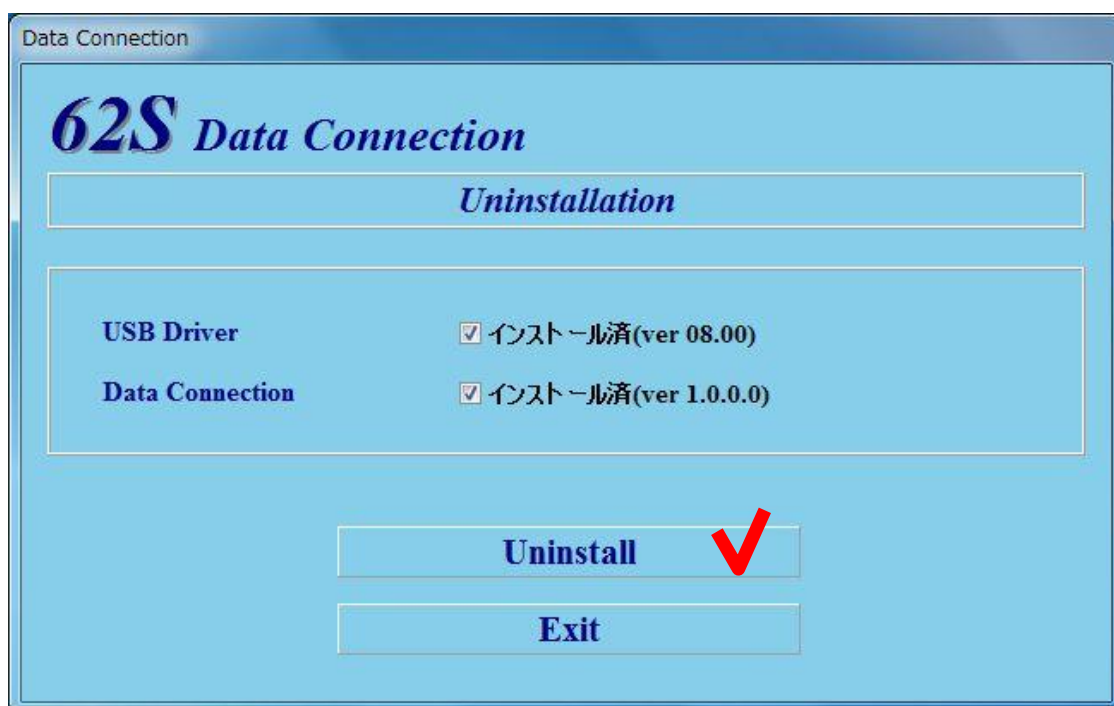 Data Connection
62S Data Connection
Uninstallation
USB Driver インストール済(ver 08.00)
Data Connection インストール済(ver 1.0.0.0)
Uninstall
Exit